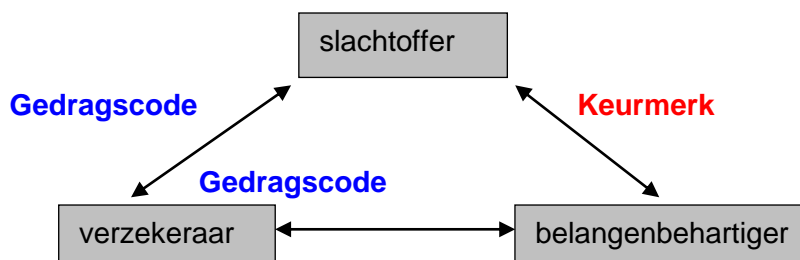 slachtoffer
Gedragscode
Keurmerk
Gedragscode
verzekeraar
belangenbehartiger